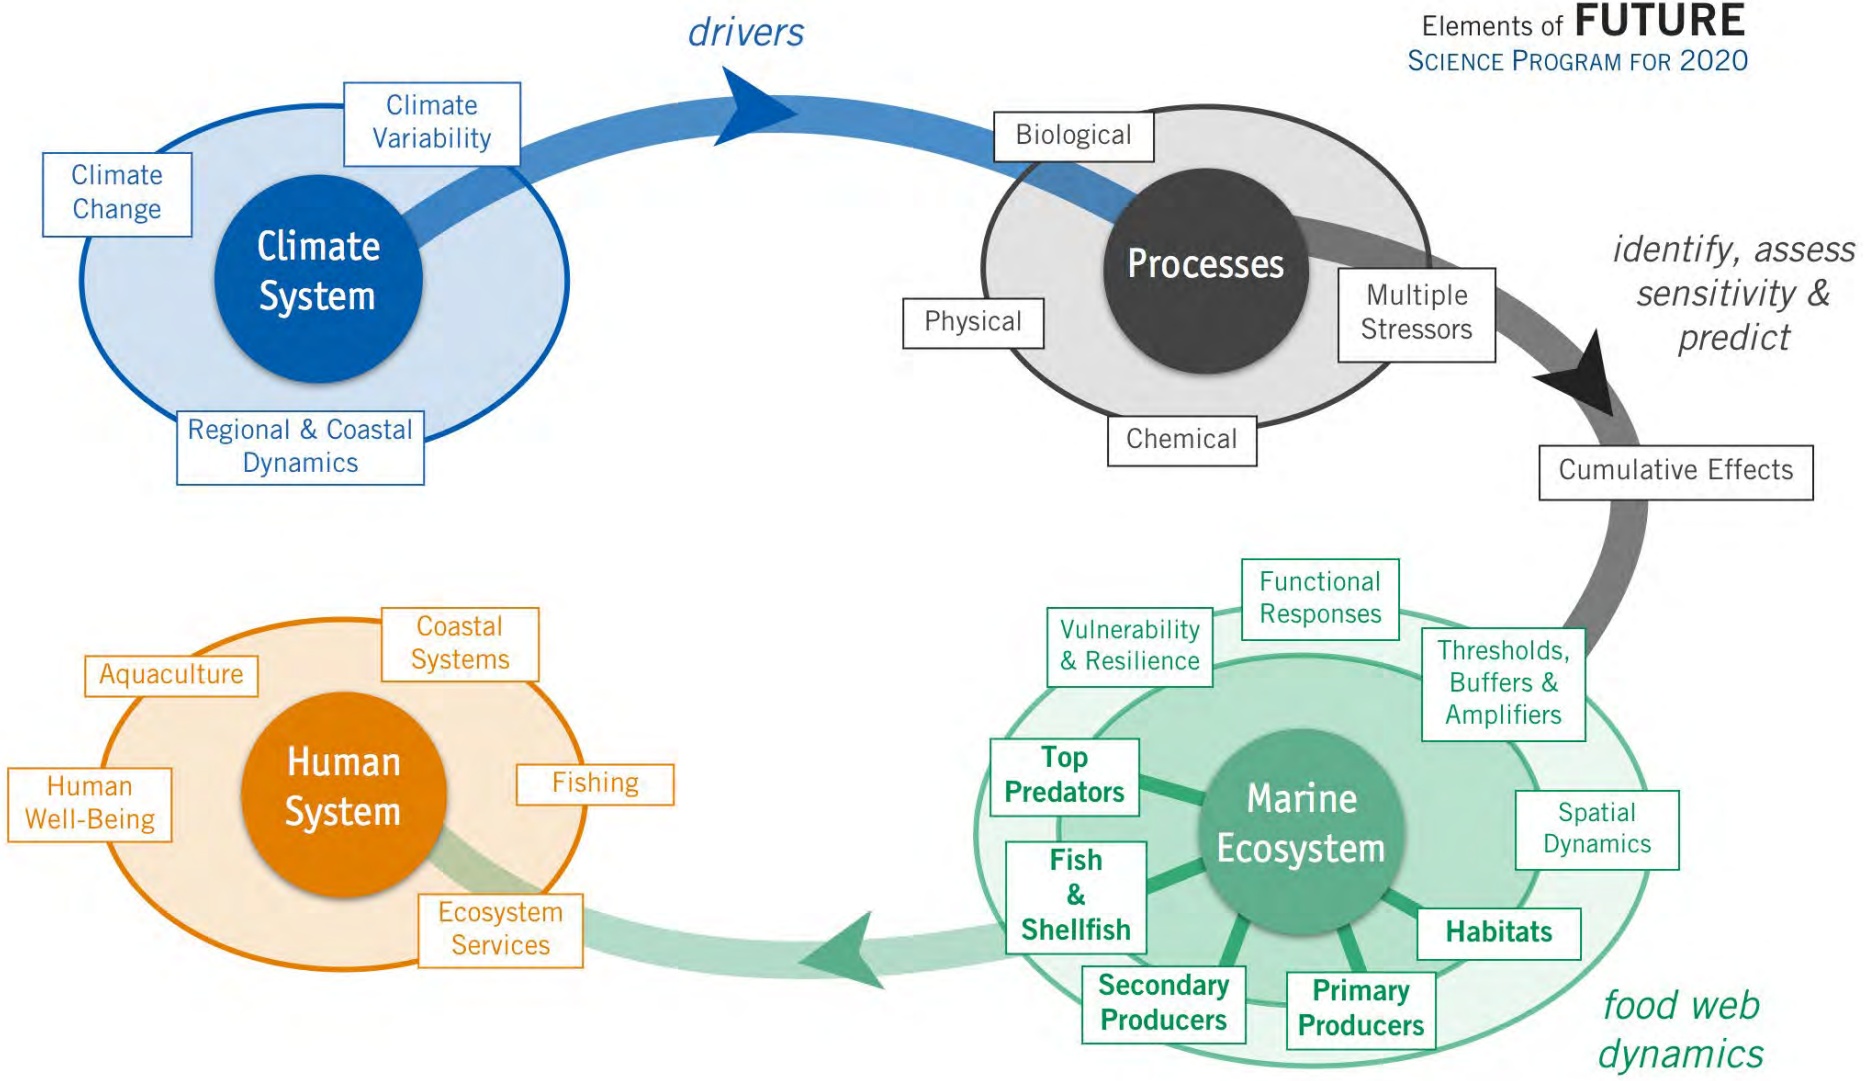 drivers
Elements of FUTURE
SCIENCE PROGRAM FOR 2020
Climate
Variability
Climate
Change
Climate
System
Regional & Coastal
Dynamics
Biological
Processes
Physical
Multiple
Stressors
Chemical
identify, assess
sensitivity &
predict
Cumulative Effects
Functional
Responses
Vulnerability
& Resilience
Thresholds,
Buffers &
Amplifiers
Top
Predators
Marine
Ecosystem
Spatial
Dynamics
Fish
&
Shellfish
Habitats
Secondary
Producers
Primary
Producers
food web
dynamics
Coastal
Systems
Aquaculture
Human
System
Fishing
Human
Well-Being
Ecosystem
Services